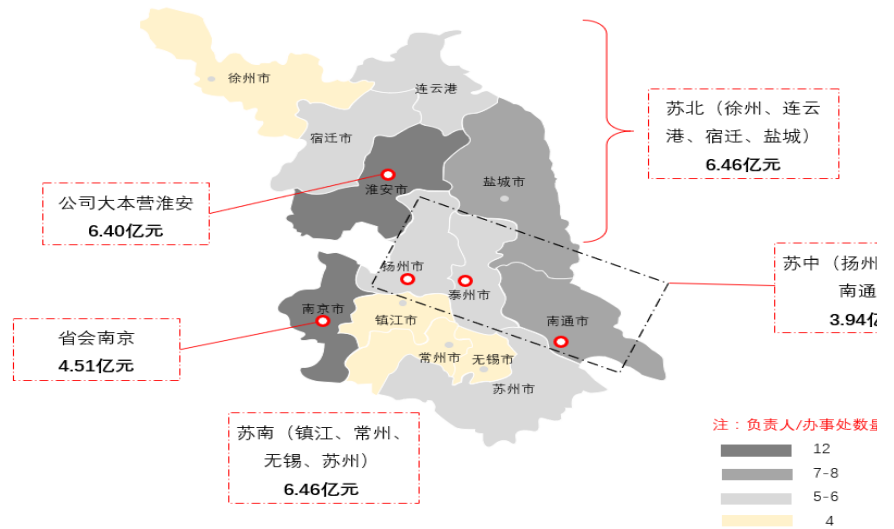 徐州市
连云港
宿迁市
淮安市
盐城市
扬州市
泰州市
南京市
镇江市
南通市
常州市
无锡市
苏州市
苏北（徐州、连云
港、宿迁、盐城）
6.46亿元
公司大本营淮安
6.40亿元
苏中（扬州
南通
3.94亿
省会南京
4.51亿元
苏南（镇江、常州、
无锡、苏州）
6.46亿元
注：负责人/办事处数量
12
7-8
5-6
4